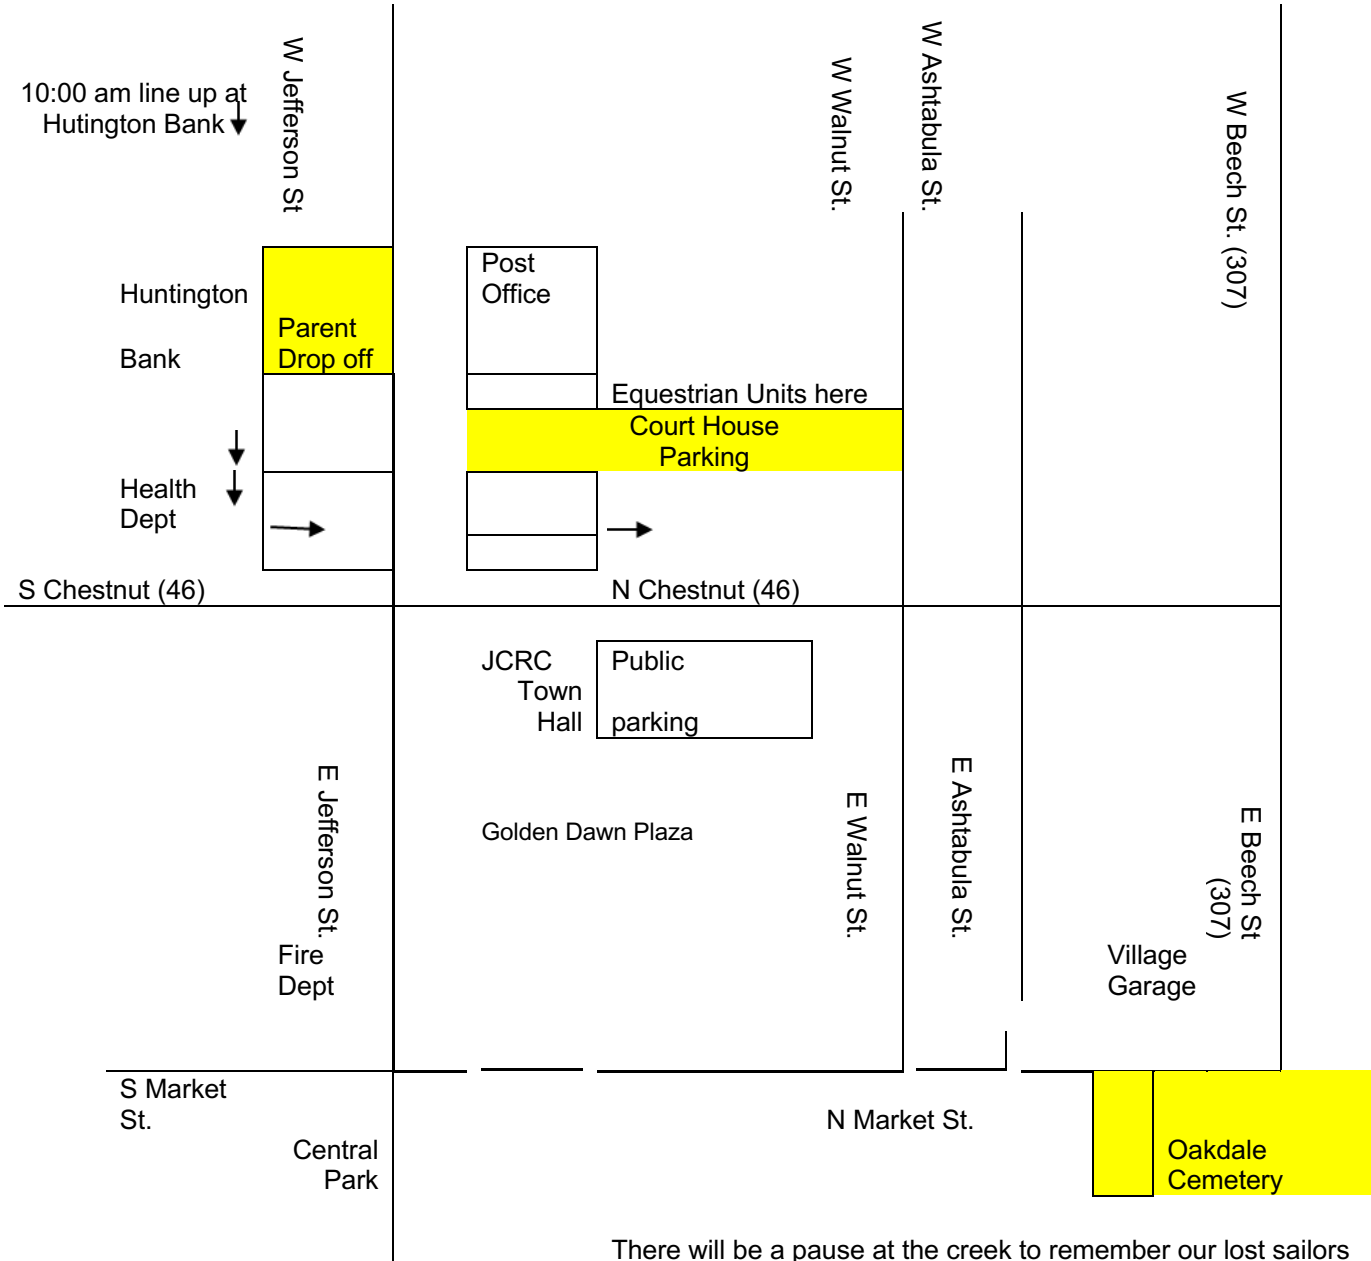 W Jefferson St
W Walnut St.
W Ashtabula St.
W Beech St. (307)
10:00 am line up at
Hutington Bank
Huntington
Bank
Parent
Drop off
Post
Office
Equestrian Units here
Court House
Parking
Health
Dept
S Chestnut (46)
N Chestnut (46)
JCRC
Town
Hall
Public
parking
E Jefferson St.
Golden Dawn Plaza
E Walnut St.
E Ashtabula St.
E Beech St
(307)
Fire
Dept
Village
Garage
S Market
St.
N Market St.
Central
Park
Oakdale
Cemetery
There will be a pause at the creek to remember our lost sailors